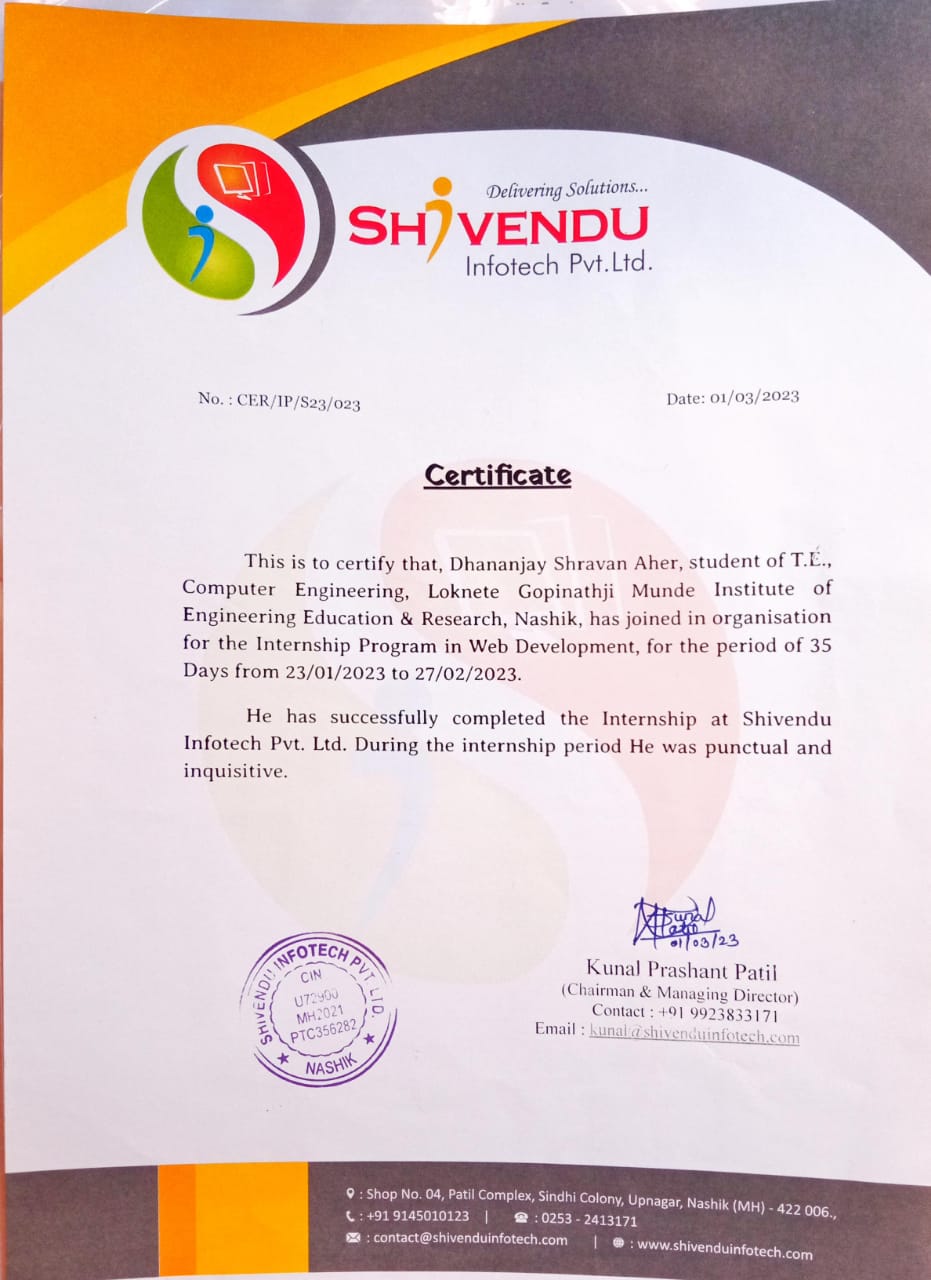 Delivering Solutions...
SHiVENDU
Infotech Pvt.Ltd.
No. : CER/IP/S23/023
Date: 01/03/2023
Certificate
This is to certify that, Dhananjay Shravan Aher, student of T.E.,
Computer Engineering, Loknete Gopinathji Munde Institute of
Engineering Education & Research, Nashik, has joined in organisation
for the Internship Program in Web Development, for the period of 35
Days from 23/01/2023 to 27/02/2023.
He has successfully completed the Internship at Shivendu
Infotech Pvt. Ltd. During the internship period He was punctual and
inquisitive.
01/03/23
Kunal Prashant Patil
(Chairman & Managing Director)
Contact : +91 9923833171
Email : kunal@shivenduinfotech.com
SHIVENDU INFOTECH PVT. LTD.
CIN
U72900
MH2021
PTC356282
★ NASHIK ★
: Shop No. 04, Patil Complex, Sindhi Colony, Upnagar, Nashik (MH) - 422 006.,
: +91 9145010123 | : 0253 - 2413171
: contact@shivenduinfotech.com | : www.shivenduinfotech.com